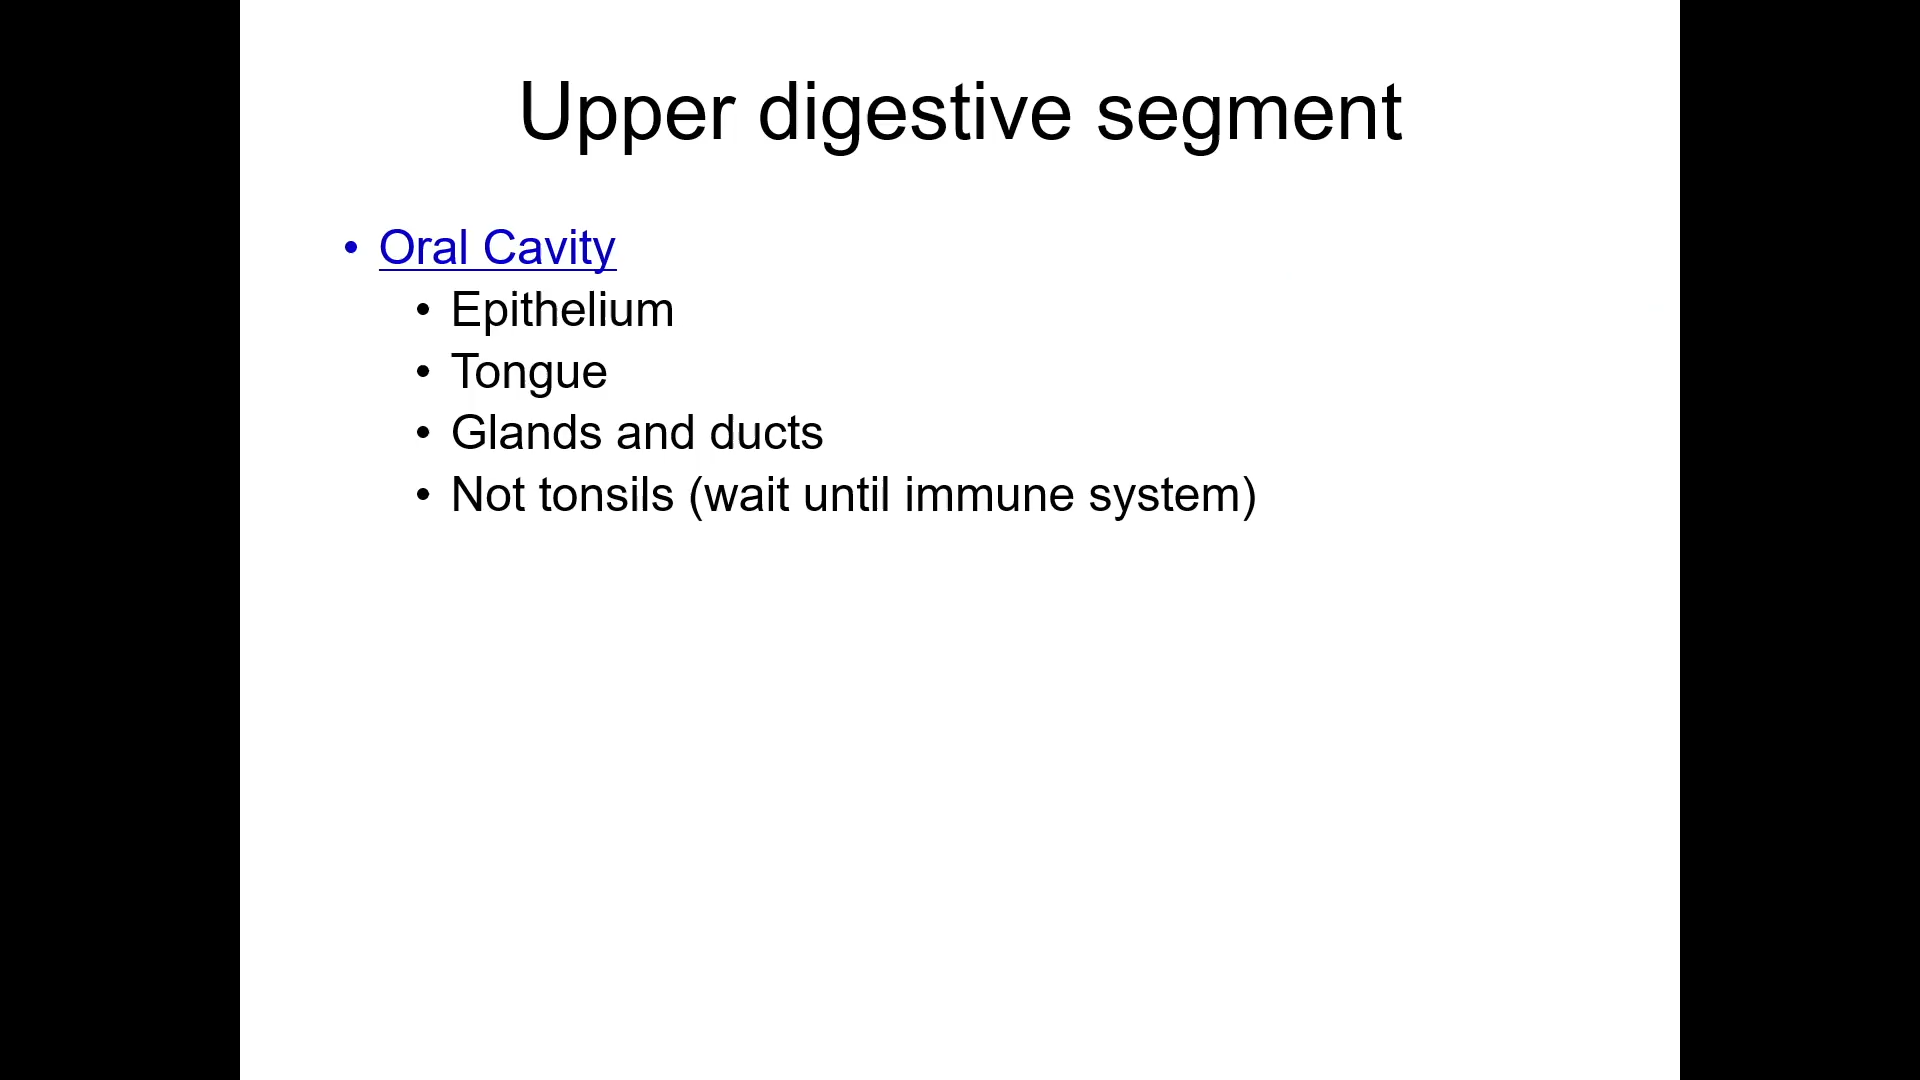 Upper digestive segment
• Oral Cavity
• Epithelium
• Tongue
• Glands and ducts
• Not tonsils (wait until immune system)